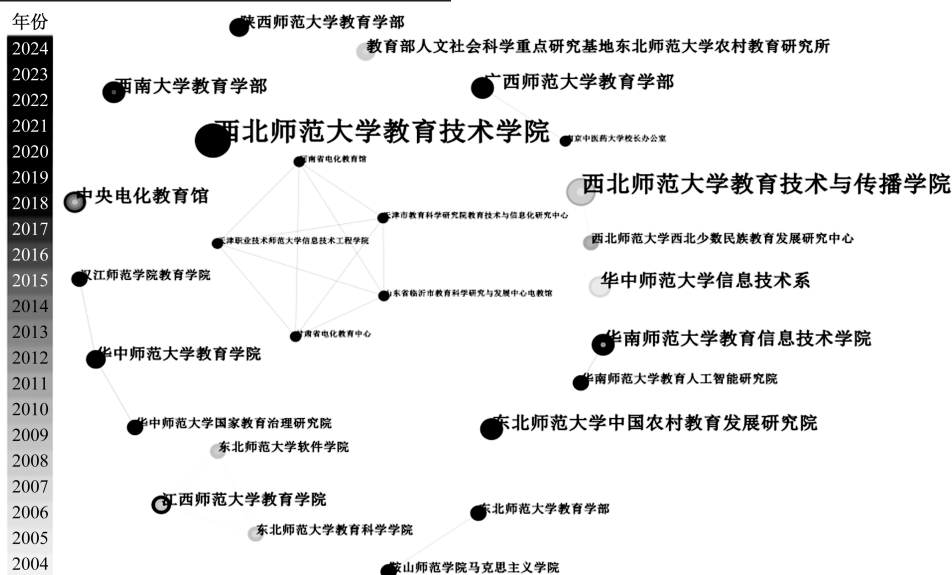 年份
2024
2023
2022
2021
2020
2019
2018
2017
2016
2015
2014
2013
2012
2011
2010
2009
2008
2007
2006
2005
2004
陕西师范大学教育学部
教育部人文社会科学重点研究基地东北师范大学农村教育研究所
西南大学教育学部
广西师范大学教育学部
西北师范大学教育技术学院
南京中医药大学校长办公室
河南省电化教育馆
西北师范大学教育技术与传播学院
中央电化教育馆
天津市教育科学研究院教育技术与信息化研究中心
天津职业技术师范大学信息技术工程学院
西北师范大学西北少数民族教育发展研究中心
汉江师范学院教育学院
华中师范大学信息技术系
山东省临沂市教育科学研究与发展中心电教馆
甘肃省电化教育中心
华南师范大学教育信息技术学院
华中师范大学教育学院
华南师范大学教育人工智能研究院
华中师范大学国家教育治理研究院
东北师范大学中国农村教育发展研究院
东北师范大学软件学院
江西师范大学教育学院
东北师范大学教育学部
东北师范大学教育科学学院
鞍山师范学院马克思主义学院